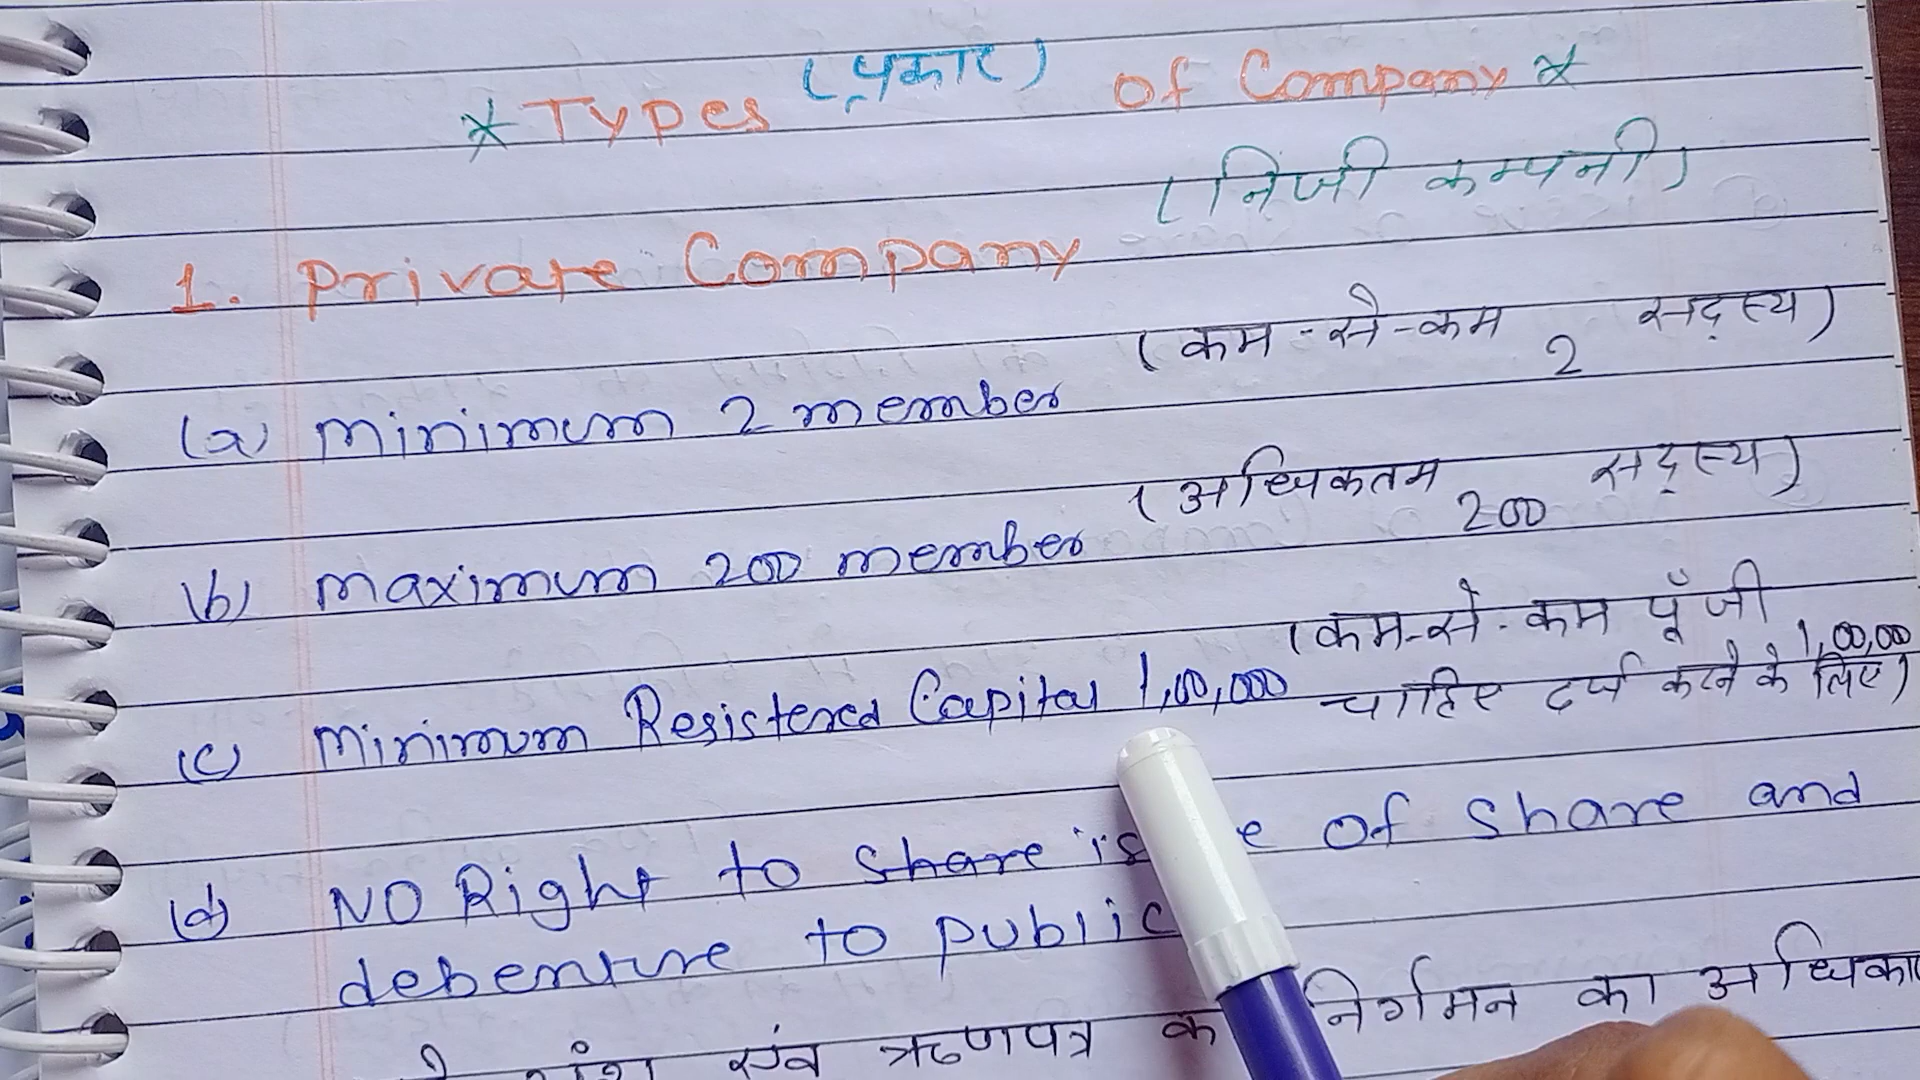 * Types (प्रकार) Of Company *
(निजी कम्पनी)
1. Private Company
(कम-से-कम 2 सदस्य)
(a) Minimum 2 member
(अधिकतम 200 सदस्य)
(b) Maximum 200 member
(कम-से-कम पूँजी 1,00,000
(c) Minimum Resistered Capital 1,00,000 चाहिए दर्ज करने के लिए)
(d) NO Right to share of share and
debenture to public
एवं ऋणपत्र निर्गमन का